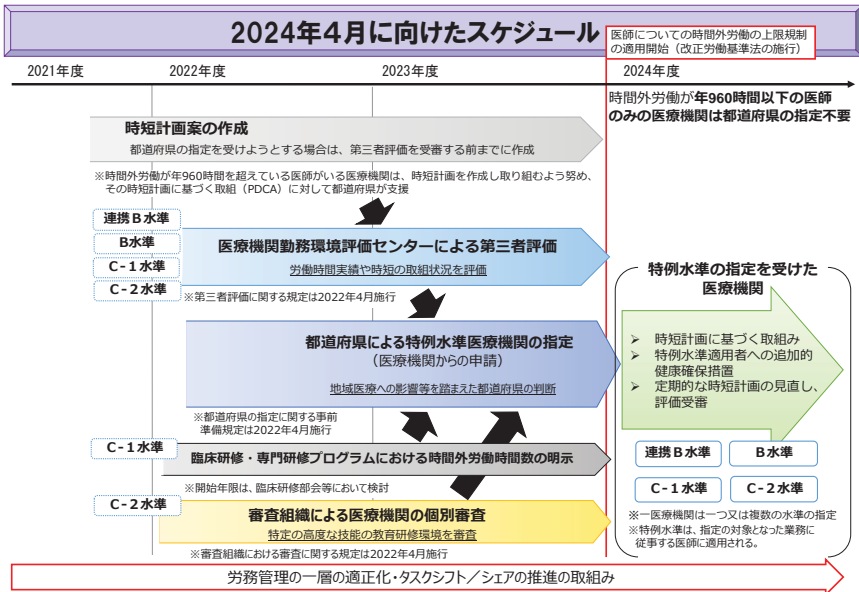 2024年4月に向けたスケジュール
医師についての時間外労働の上限規制
の適用開始（改正労働基準法の施行）
2021年度
2022年度
2023年度
2024年度
時間外労働が年960時間以下の医師
のみの医療機関は都道府県の指定不要
時短計画案の作成
都道府県の指定を受けようとする場合は、第三者評価を受審する前までに作成
※時間外労働が年960時間を超えている医師がいる医療機関は、時短計画を作成し取り組むよう努め、
その時短計画に基づく取組（PDCA）に対して都道府県が支援
連携Ｂ水準
Ｂ水準
Ｃ-１水準
Ｃ-２水準
医療機関勤務環境評価センターによる第三者評価
労働時間実績や時短の取組状況を評価
※第三者評価に関する規定は2022年4月施行
都道府県による特例水準医療機関の指定
（医療機関からの申請）
地域医療への影響等を踏まえた都道府県の判断
※都道府県の指定に関する事前
準備規定は2022年4月施行
Ｃ-１水準
臨床研修・専門研修プログラムにおける時間外労働時間数の明示
※開始年限は、臨床研修部会等において検討
Ｃ-２水準
審査組織による医療機関の個別審査
特定の高度な技能の教育研修環境を審査
※審査組織における審査に関する規定は2022年4月施行
特例水準の指定を受けた
医療機関
➢ 時短計画に基づく取組み
➢ 特例水準適用者への追加的
健康確保措置
➢ 定期的な時短計画の見直し、
評価受審
連携Ｂ水準
Ｂ水準
Ｃ-１水準
Ｃ-２水準
※一医療機関は一つ又は複数の水準の指定
※特例水準は、指定の対象となった業務に
従事する医師に適用される。
労務管理の一層の適正化・タスクシフト／シェアの推進の取組み